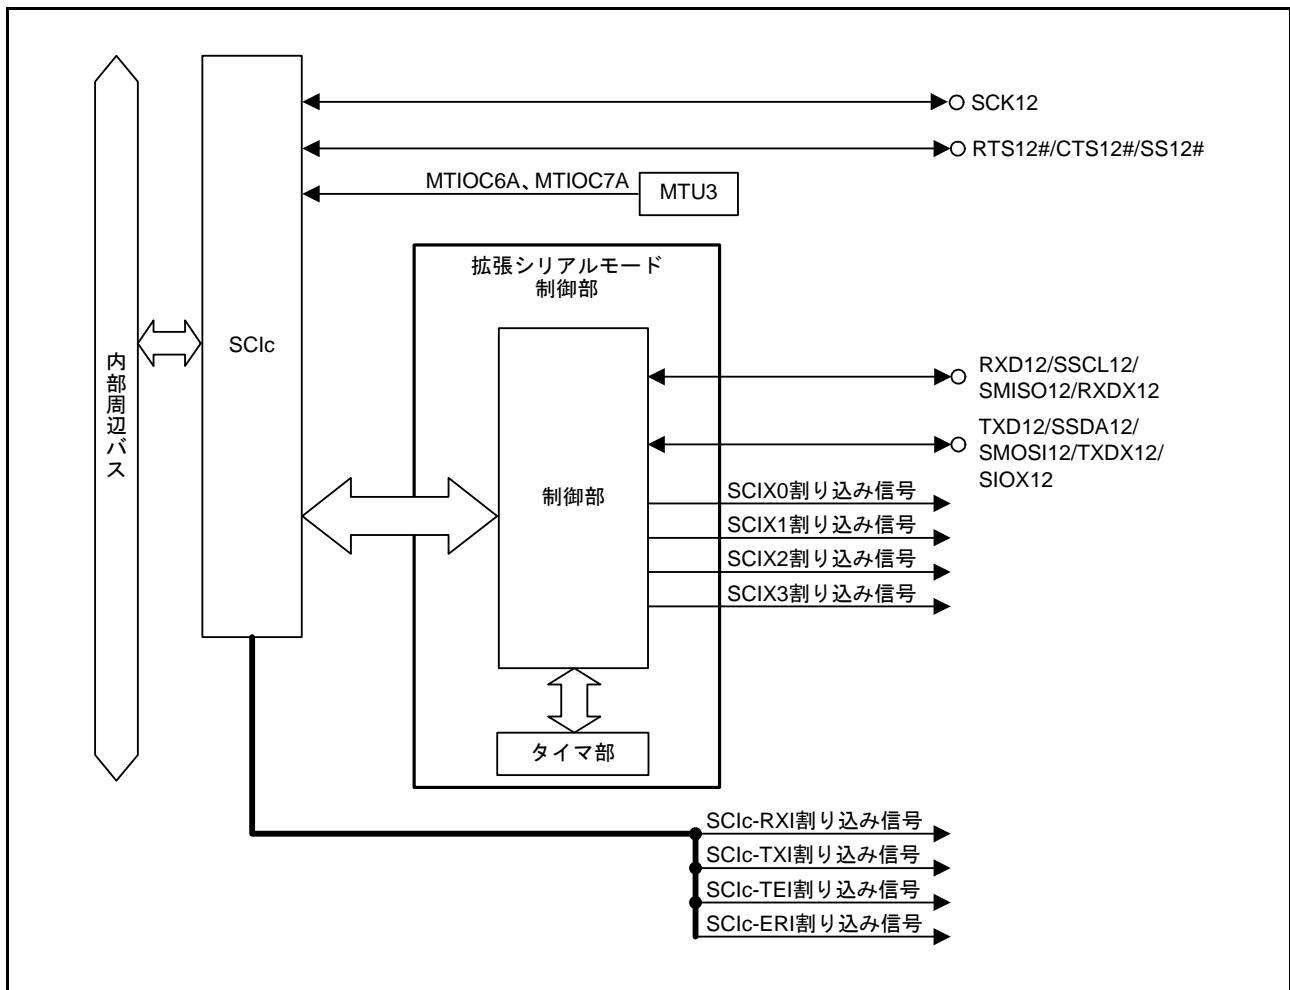 SCK12
RTS12#/CTS12#/SS12#
MTIOC6A、MTIOC7A
MTU3
拡張シリアルモード
制御部
SCIc
内部周辺バス
RXD12/SSCL12/
SMISO12/RXDX12
TXD12/SSDA12/
SMOSI12/TXDX12/
SIOX12
制御部
SCIX0割り込み信号
SCIX1割り込み信号
SCIX2割り込み信号
SCIX3割り込み信号
タイマ部
SCIc-RXI割り込み信号
SCIc-TXI割り込み信号
SCIc-TEI割り込み信号
SCIc-ERI割り込み信号